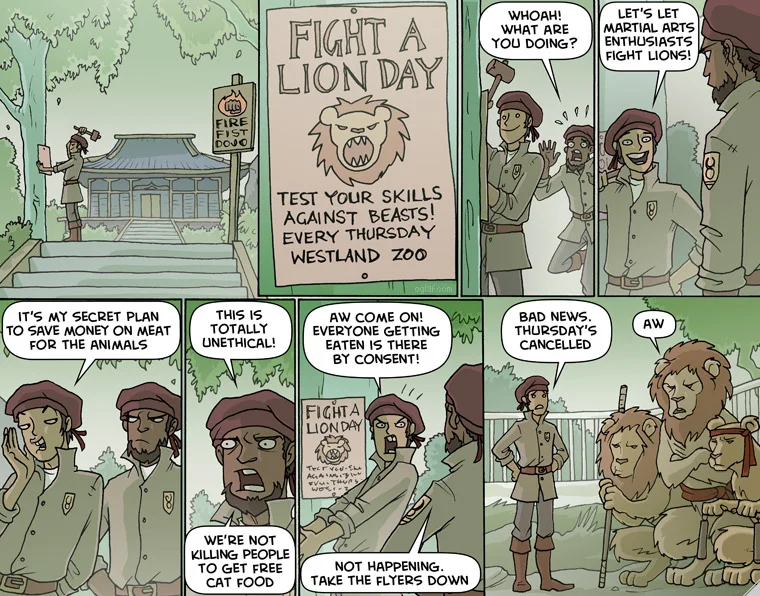 FIRE
FIST
DOJO
FIGHT A
LION DAY
TEST YOUR SKILLS
AGAINST BEASTS!
EVERY THURSDAY
WESTLAND ZOO
oglaf.com
WHOAH!
WHAT ARE
YOU DOING?
LET'S LET
MARTIAL ARTS
ENTHUSIASTS
FIGHT LIONS!
IT'S MY SECRET PLAN
TO SAVE MONEY ON MEAT
FOR THE ANIMALS
THIS IS
TOTALLY
UNETHICAL!
WE'RE NOT
KILLING PEOPLE
TO GET FREE
CAT FOOD
AW COME ON!
EVERYONE GETTING
EATEN IS THERE
BY CONSENT!
FIGHT A
LION DAY
NOT HAPPENING.
TAKE THE FLYERS DOWN
BAD NEWS.
THURSDAY'S
CANCELLED
AW